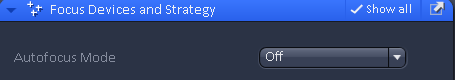 Focus Devices and Strategy Show all
Autofocus Mode Off